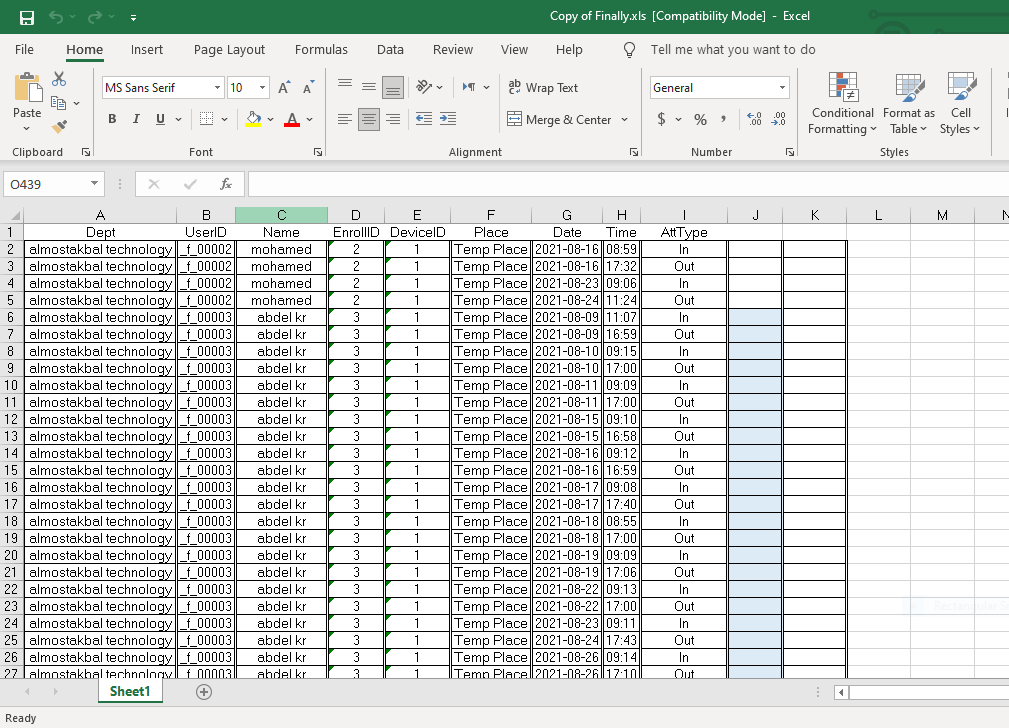 Copy of Finally.xls [Compatibility Mode] - Excel
File Home Insert Page Layout Formulas Data Review View Help Tell me what you want to do
MS Sans Serif 10 A A ab Wrap Text General
Paste B I U A Merge & Center $ % , Conditional Formatting Format as Table Cell Styles
Clipboard Font Alignment Number Styles
O439 fx
A B C D E F G H I J K L M N
1 Dept UserID Name EnrollID DeviceID Place Date Time AttType
2 almostakbal technology _f_00002 mohamed 2 1 Temp Place 2021-08-16 08:59 In
3 almostakbal technology _f_00002 mohamed 2 1 Temp Place 2021-08-16 17:32 Out
4 almostakbal technology _f_00002 mohamed 2 1 Temp Place 2021-08-23 09:06 In
5 almostakbal technology _f_00002 mohamed 2 1 Temp Place 2021-08-24 11:24 Out
6 almostakbal technology _f_00003 abdel kr 3 1 Temp Place 2021-08-09 11:07 In
7 almostakbal technology _f_00003 abdel kr 3 1 Temp Place 2021-08-09 16:59 Out
8 almostakbal technology _f_00003 abdel kr 3 1 Temp Place 2021-08-10 09:15 In
9 almostakbal technology _f_00003 abdel kr 3 1 Temp Place 2021-08-10 17:00 Out
10 almostakbal technology _f_00003 abdel kr 3 1 Temp Place 2021-08-11 09:09 In
11 almostakbal technology _f_00003 abdel kr 3 1 Temp Place 2021-08-11 17:00 Out
12 almostakbal technology _f_00003 abdel kr 3 1 Temp Place 2021-08-15 09:10 In
13 almostakbal technology _f_00003 abdel kr 3 1 Temp Place 2021-08-15 16:58 Out
14 almostakbal technology _f_00003 abdel kr 3 1 Temp Place 2021-08-16 09:12 In
15 almostakbal technology _f_00003 abdel kr 3 1 Temp Place 2021-08-16 16:59 Out
16 almostakbal technology _f_00003 abdel kr 3 1 Temp Place 2021-08-17 09:08 In
17 almostakbal technology _f_00003 abdel kr 3 1 Temp Place 2021-08-17 17:40 Out
18 almostakbal technology _f_00003 abdel kr 3 1 Temp Place 2021-08-18 08:55 In
19 almostakbal technology _f_00003 abdel kr 3 1 Temp Place 2021-08-18 17:00 Out
20 almostakbal technology _f_00003 abdel kr 3 1 Temp Place 2021-08-19 09:09 In
21 almostakbal technology _f_00003 abdel kr 3 1 Temp Place 2021-08-19 17:06 Out
22 almostakbal technology _f_00003 abdel kr 3 1 Temp Place 2021-08-22 09:13 In
23 almostakbal technology _f_00003 abdel kr 3 1 Temp Place 2021-08-22 17:00 Out
24 almostakbal technology _f_00003 abdel kr 3 1 Temp Place 2021-08-23 09:11 In
25 almostakbal technology _f_00003 abdel kr 3 1 Temp Place 2021-08-24 17:43 Out
26 almostakbal technology _f_00003 abdel kr 3 1 Temp Place 2021-08-26 09:14 In
27 almostakbal technology _f_00003 abdel kr 3 1 Temp Place 2021-08-26 17:10 Out
Sheet1
Ready